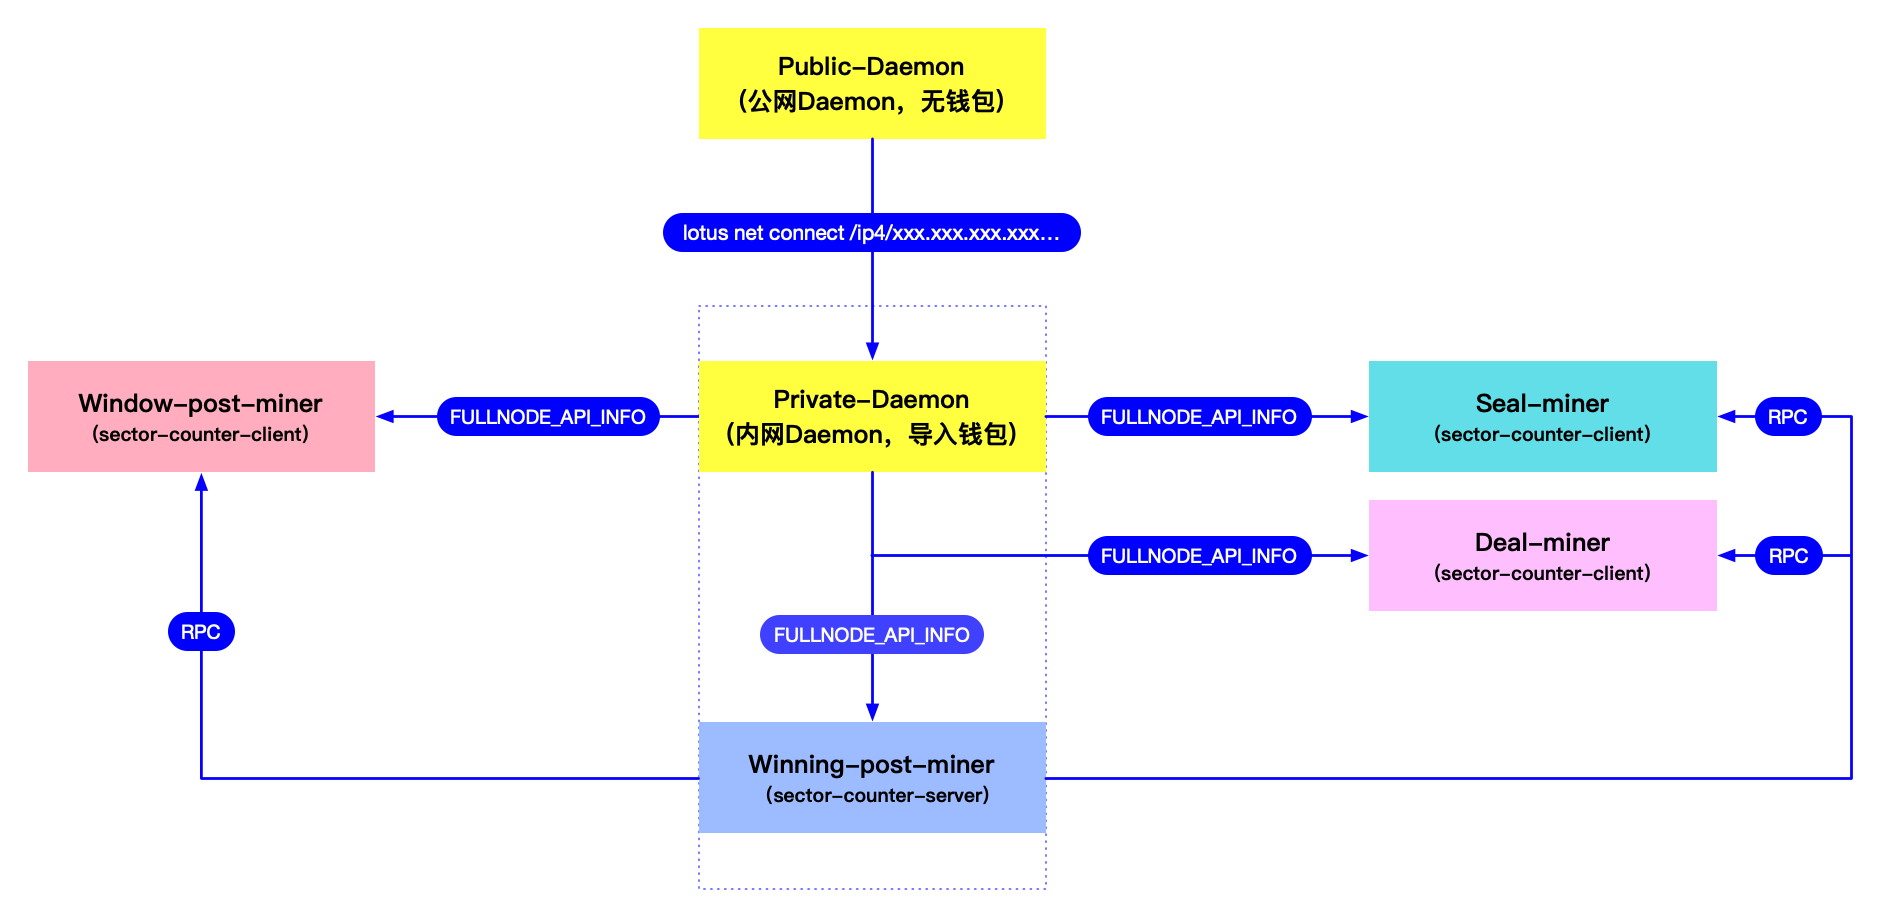 Public-Daemon
（公网Daemon，无钱包）
lotus net connect /ip4/xxx.xxx.xxx.xxx...
Window-post-miner
(sector-counter-client)
FULLNODE_API_INFO
Private-Daemon
（内网Daemon，导入钱包）
FULLNODE_API_INFO
Seal-miner
(sector-counter-client)
RPC
FULLNODE_API_INFO
Deal-miner
(sector-counter-client)
RPC
RPC
FULLNODE_API_INFO
Winning-post-miner
（sector-counter-server）